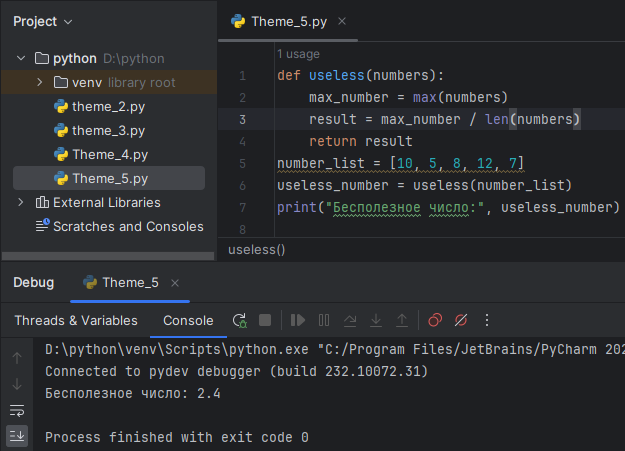 Project
Theme_5.py
python D:\python
venv library root
theme_2.py
theme_3.py
Theme_4.py
Theme_5.py
External Libraries
Scratches and Consoles
1 usage
1 def useless(numbers):
2 max_number = max(numbers)
3 result = max_number / len(numbers)
4 return result
5 number_list = [10, 5, 8, 12, 7]
6 useless_number = useless(number_list)
7 print("Бесполезное число:", useless_number)
8
useless()
Debug Theme_5
Threads & Variables Console
D:\python\venv\Scripts\python.exe "C:/Program Files/JetBrains/PyCharm 202
Connected to pydev debugger (build 232.10072.31)
Бесполезное число: 2.4
Process finished with exit code 0